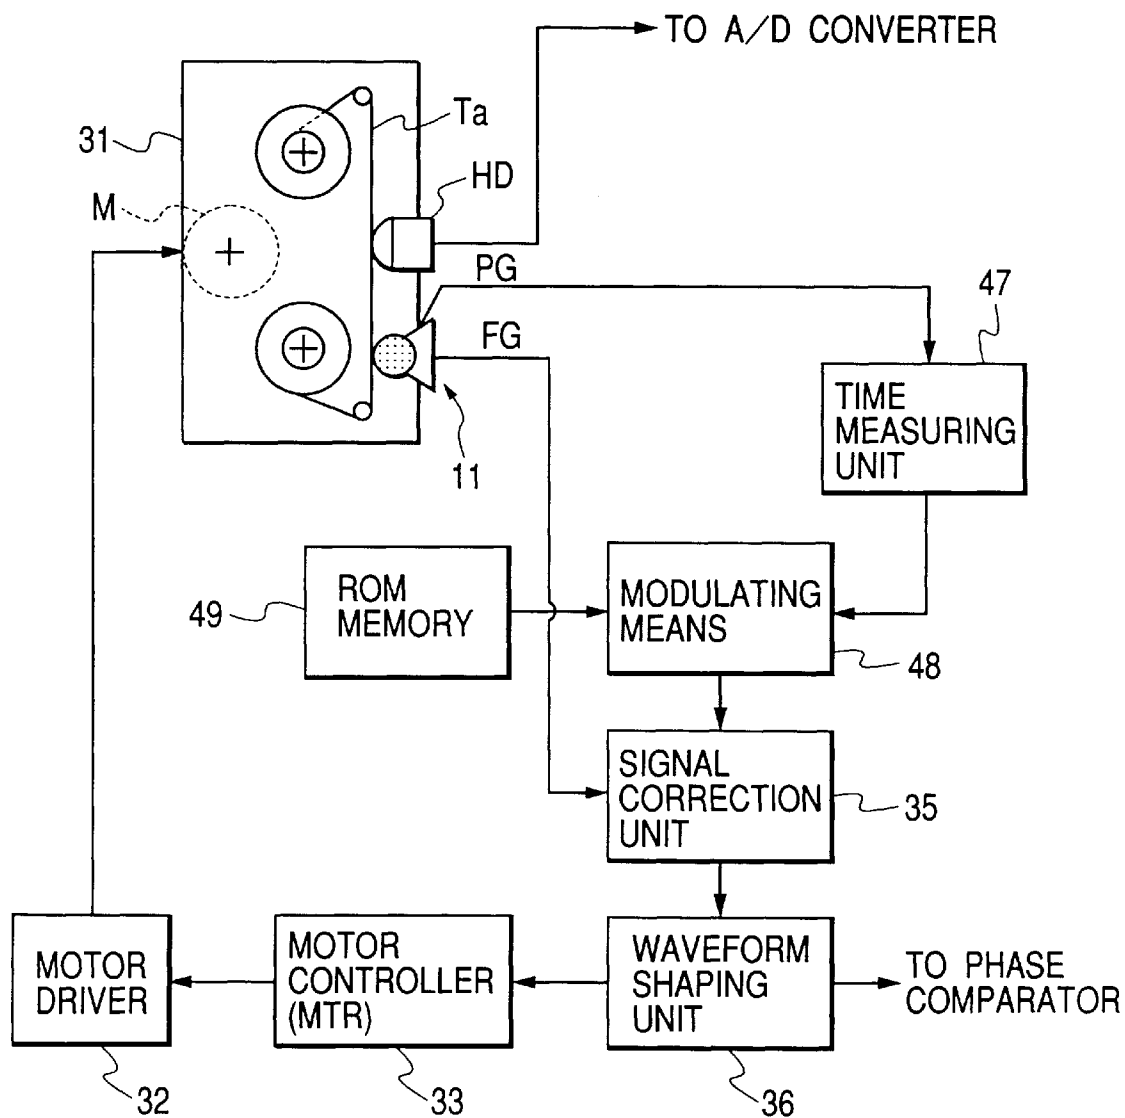 TO A/D CONVERTER
31
Ta
HD
M
PG
FG
47
TIME
MEASURING
UNIT
11
ROM
MEMORY
49
MODULATING
MEANS
48
SIGNAL
CORRECTION
UNIT
35
MOTOR
DRIVER
32
MOTOR
CONTROLLER
(MTR)
33
WAVEFORM
SHAPING
UNIT
36
TO PHASE
COMPARATOR